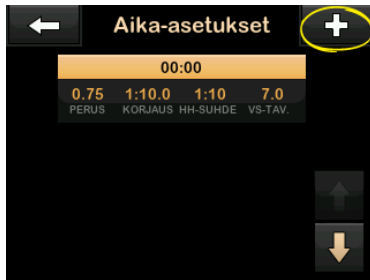 Aika-asetukset
00:00
0.75 1:10.0 1:10 7.0
PERUS KORJAUS HH-SUHDE VS-TAV.